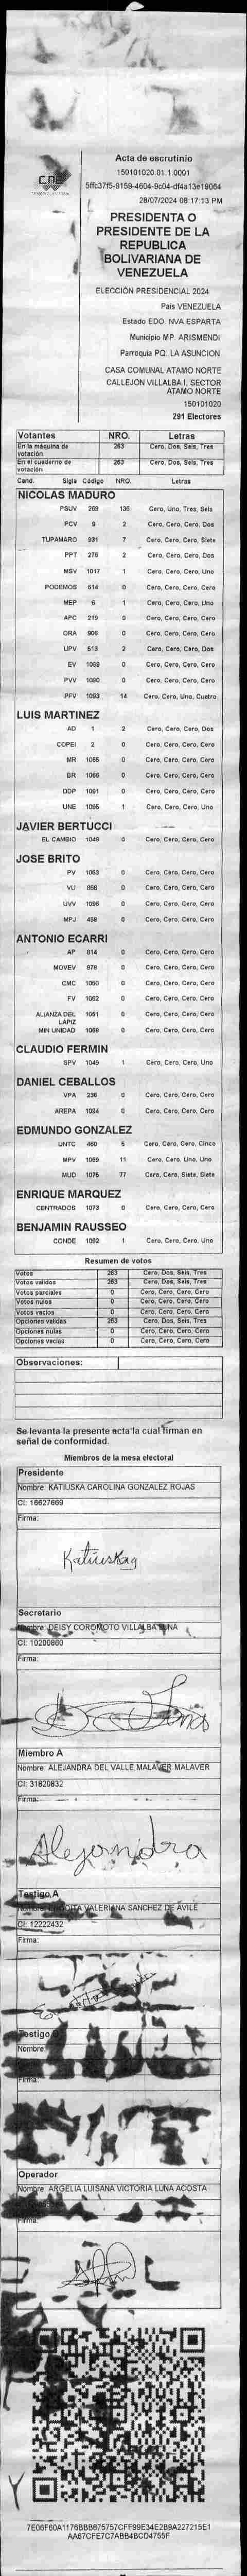 CNE
Acta de escrutinio
150101020.01.1.0001
5ffc37f5-9159-4604-9c04-df4a13e19064
28/07/2024 08:17:13 PM
PRESIDENTA O
PRESIDENTE DE LA
REPUBLICA
BOLIVARIANA DE
VENEZUELA
ELECCIÓN PRESIDENCIAL 2024
Pais VENEZUELA
Estado EDO. NVA.ESPARTA
Municipio MP. ARISMENDI
Parroquia PQ. LA ASUNCION
CASA COMUNAL ATAMO NORTE
CALLEJON VILLALBA I, SECTOR
ATAMO NORTE
150101020
291 Electores
Votantes NRO. Letras
En la máquina de votación 263 Cero, Dos, Seis, Tres
En el cuaderno de votación 263 Cero, Dos, Seis, Tres
Cand. Sigla Código NRO. Letras
NICOLAS MADURO
PSUV 269 136 Cero, Uno, Tres, Seis
PCV 9 2 Cero, Cero, Cero, Dos
TUPAMARO 931 7 Cero, Cero, Cero, Siete
PPT 276 2 Cero, Cero, Cero, Dos
MSV 1017 1 Cero, Cero, Cero, Uno
PODEMOS 514 0 Cero, Cero, Cero, Cero
MEP 6 1 Cero, Cero, Cero, Uno
APC 219 0 Cero, Cero, Cero, Cero
ORA 906 0 Cero, Cero, Cero, Cero
UPV 513 2 Cero, Cero, Cero, Dos
EV 1089 0 Cero, Cero, Cero, Cero
PVV 1090 0 Cero, Cero, Cero, Cero
PFV 1093 14 Cero, Cero, Uno, Cuatro
LUIS MARTINEZ
AD 1 2 Cero, Cero, Cero, Dos
COPEI 2 0 Cero, Cero, Cero, Cero
MR 1055 0 Cero, Cero, Cero, Cero
BR 1066 0 Cero, Cero, Cero, Cero
DDP 1091 0 Cero, Cero, Cero, Cero
UNE 1095 1 Cero, Cero, Cero, Uno
JAVIER BERTUCCI
EL CAMBIO 1048 0 Cero, Cero, Cero, Cero
JOSE BRITO
PV 1053 0 Cero, Cero, Cero, Cero
VU 868 0 Cero, Cero, Cero, Cero
UVV 1096 0 Cero, Cero, Cero, Cero
MPJ 458 0 Cero, Cero, Cero, Cero
ANTONIO ECARRI
AP 814 0 Cero, Cero, Cero, Cero
MOVEV 879 0 Cero, Cero, Cero, Cero
CMC 1050 0 Cero, Cero, Cero, Cero
FV 1062 0 Cero, Cero, Cero, Cero
ALIANZA DEL LAPIZ 1061 0 Cero, Cero, Cero, Cero
MIN UNIDAD 1068 0 Cero, Cero, Cero, Cero
CLAUDIO FERMIN
SPV 1045 1 Cero, Cero, Cero, Uno
DANIEL CEBALLOS
VPA 236 0 Cero, Cero, Cero, Cero
AREPA 1094 0 Cero, Cero, Cero, Cero
EDMUNDO GONZALEZ
UNTC 460 5 Cero, Cero, Cero, Cinco
MPV 1069 11 Cero, Cero, Uno, Uno
MUD 1075 77 Cero, Cero, Siete, Siete
ENRIQUE MARQUEZ
CENTRADOS 1073 0 Cero, Cero, Cero, Cero
BENJAMIN RAUSSEO
CONDE 1092 1 Cero, Cero, Cero, Uno
Resumen de votos
Votos 263 Cero, Dos, Seis, Tres
Votos validos 263 Cero, Dos, Seis, Tres
Votos parciales 0 Cero, Cero, Cero, Cero
Votos nulos 0 Cero, Cero, Cero, Cero
Votos vacios 0 Cero, Cero, Cero, Cero
Opciones validas 263 Cero, Dos, Seis, Tres
Opciones nulas 0 Cero, Cero, Cero, Cero
Opciones vacias 0 Cero, Cero, Cero, Cero
Observaciones:
Se levanta la presente acta la cual firman en
señal de conformidad.
Miembros de la mesa electoral
Presidente
Nombre: KATIUSKA CAROLINA GONZALEZ ROJAS
CI: 16627669
Firma:
Katiuska g
Secretario
Nombre: DEISY COROMOTO VILLALBA LUNA
CI: 10200860
Firma:
Miembro A
Nombre: ALEJANDRA DEL VALLE MALAVER MALAVER
CI: 31820832
Firma:
Alejandra
Testigo A
VALERIANA SANCHEZ DE AVILE
CI: 12222432
Firma:
Testigo
Nombre:
Firma:
Operador
Nombre: ARGELIA LUISANA VICTORIA LUNA ACOSTA
Firma:
7E06F60A1176BBB875757CFF99E34E2B9A227215E1
AA67CFE7C7ABB4BCD4755F